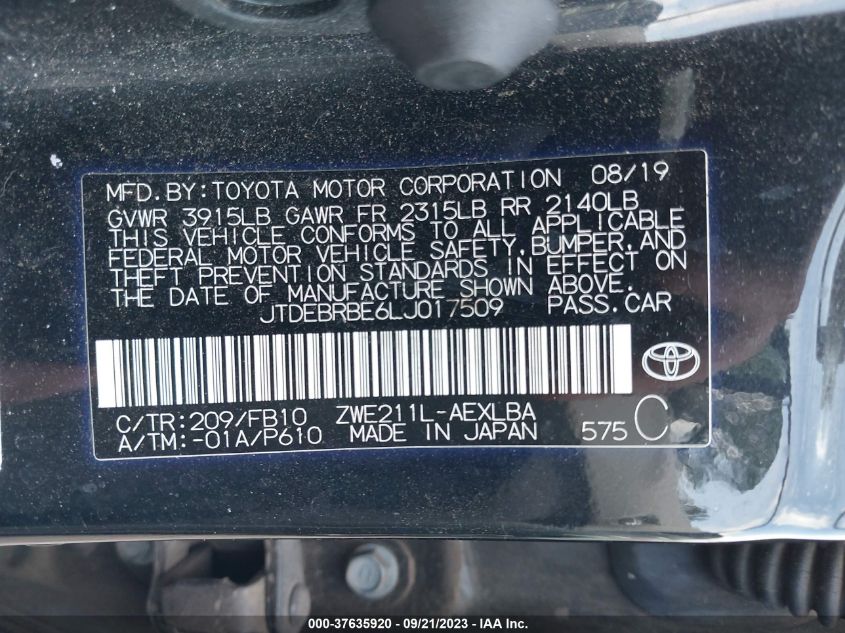 MFD.BY:TOYOTA MOTOR CORPORATION 08/19
GVWR 3915LB GAWR FR 2315LB RR 2140LB
THIS VEHICLE CONFORMS TO ALL APPLICABLE
FEDERAL MOTOR VEHICLE SAFETY,BUMPER,AND
THEFT PREVENTION STANDARDS IN EFFECT ON
THE DATE OF MANUFACTURE SHOWN ABOVE.
JTDEBRBE6LJ017509 PASS.CAR
C/TR:209/FB10 ZWE211L-AEXLBA
A/TM:-01A/P610 MADE IN JAPAN 575 C
000-37635920 - 09/21/2023 - IAA Inc.